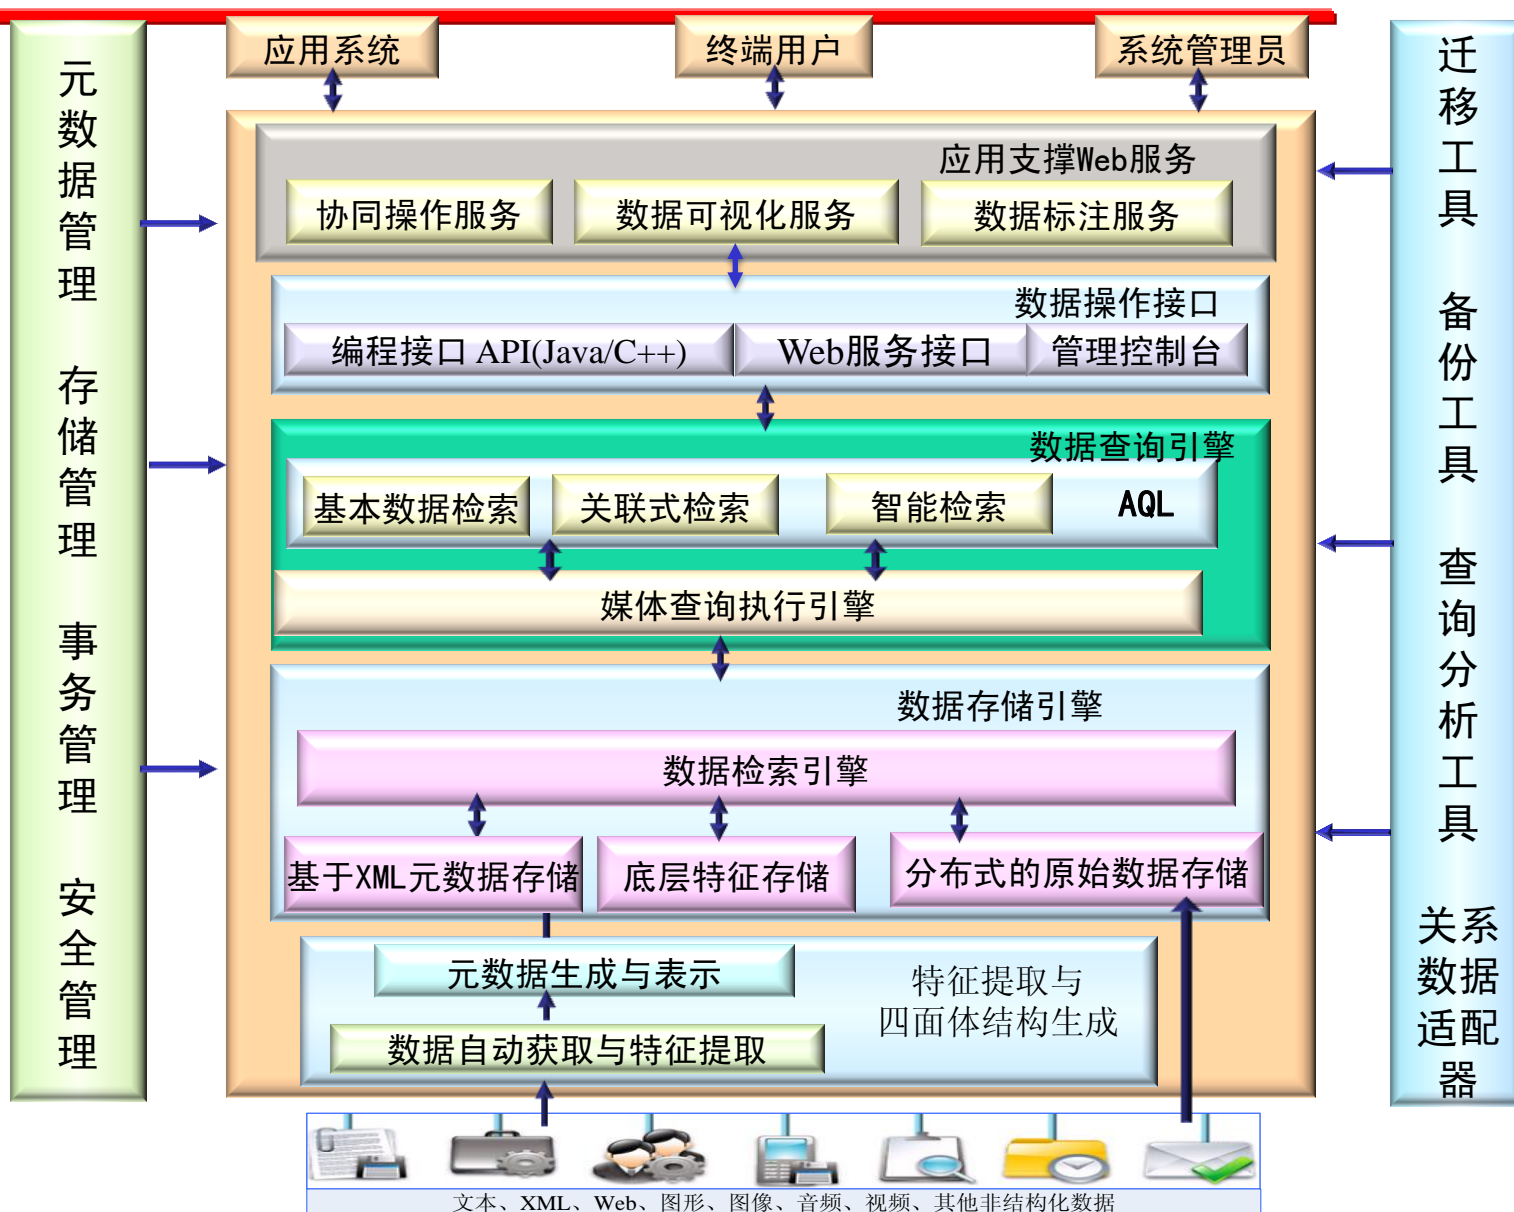 应用系统
终端用户
系统管理员
元数据管理
存储管理
事务管理
安全管理
应用支撑Web服务
协同操作服务
数据可视化服务
数据标注服务
数据操作接口
编程接口 API(Java/C++)
Web服务接口
管理控制台
数据查询引擎
基本数据检索
关联式检索
智能检索
AQL
媒体查询执行引擎
数据存储引擎
数据检索引擎
基于XML元数据存储
底层特征存储
分布式的原始数据存储
元数据生成与表示
特征提取与
四面体结构生成
数据自动获取与特征提取
文本、XML、Web、图形、图像、音频、视频、其他非结构化数据
迁移工具
备份工具
查询分析工具
关系
数据
适配
器